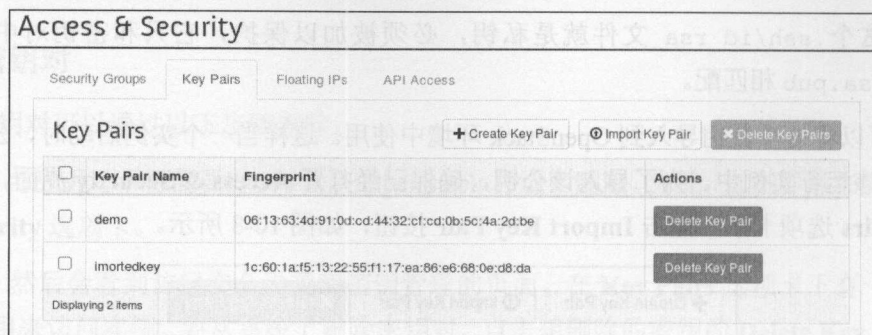 Access & Security
Security Groups
Key Pairs
Floating IPs
API Access
Key Pairs
+ Create Key Pair
Import Key Pair
✖ Delete Key Pairs
Key Pair Name
Fingerprint
Actions
demo
06:13:63:4d:91:0d:cd:44:32:cf:cd:0b:5c:4a:2d:be
Delete Key Pair
imortedkey
1c:60:1a:f5:13:22:55:f1:17:ea:86:e6:68:0e:d8:da
Delete Key Pair
Displaying 2 items